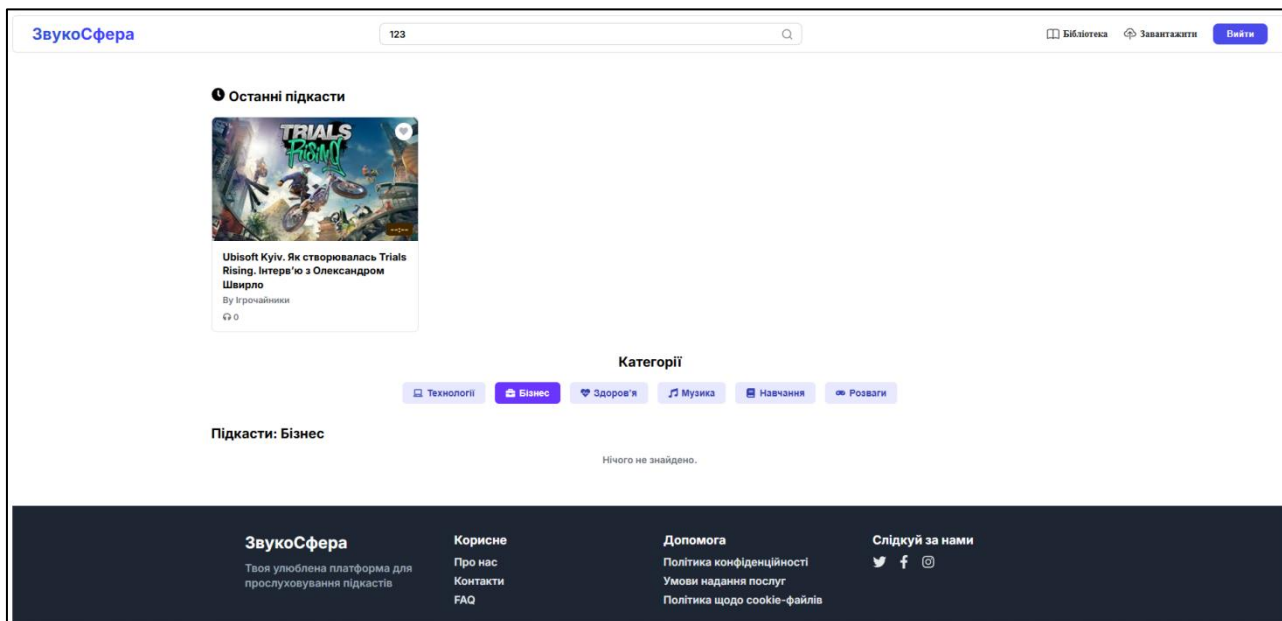 ЗвукоСфера
123
Бібліотека
Завантажити
Вийти
Останні підкасти
TRIALS
RISING
--:--
Ubisoft Kyiv. Як створювалась Trials
Rising. Інтерв'ю з Олександром
Швирло
By Ігрочайники
0
Категорії
Технології
Бізнес
Здоров'я
Музика
Навчання
Розваги
Підкасти: Бізнес
Нічого не знайдено.
ЗвукоСфера
Твоя улюблена платформа для
прослуховування підкастів
Корисне
Про нас
Контакти
FAQ
Допомога
Політика конфіденційності
Умови надання послуг
Політика щодо cookie-файлів
Слідкуй за нами